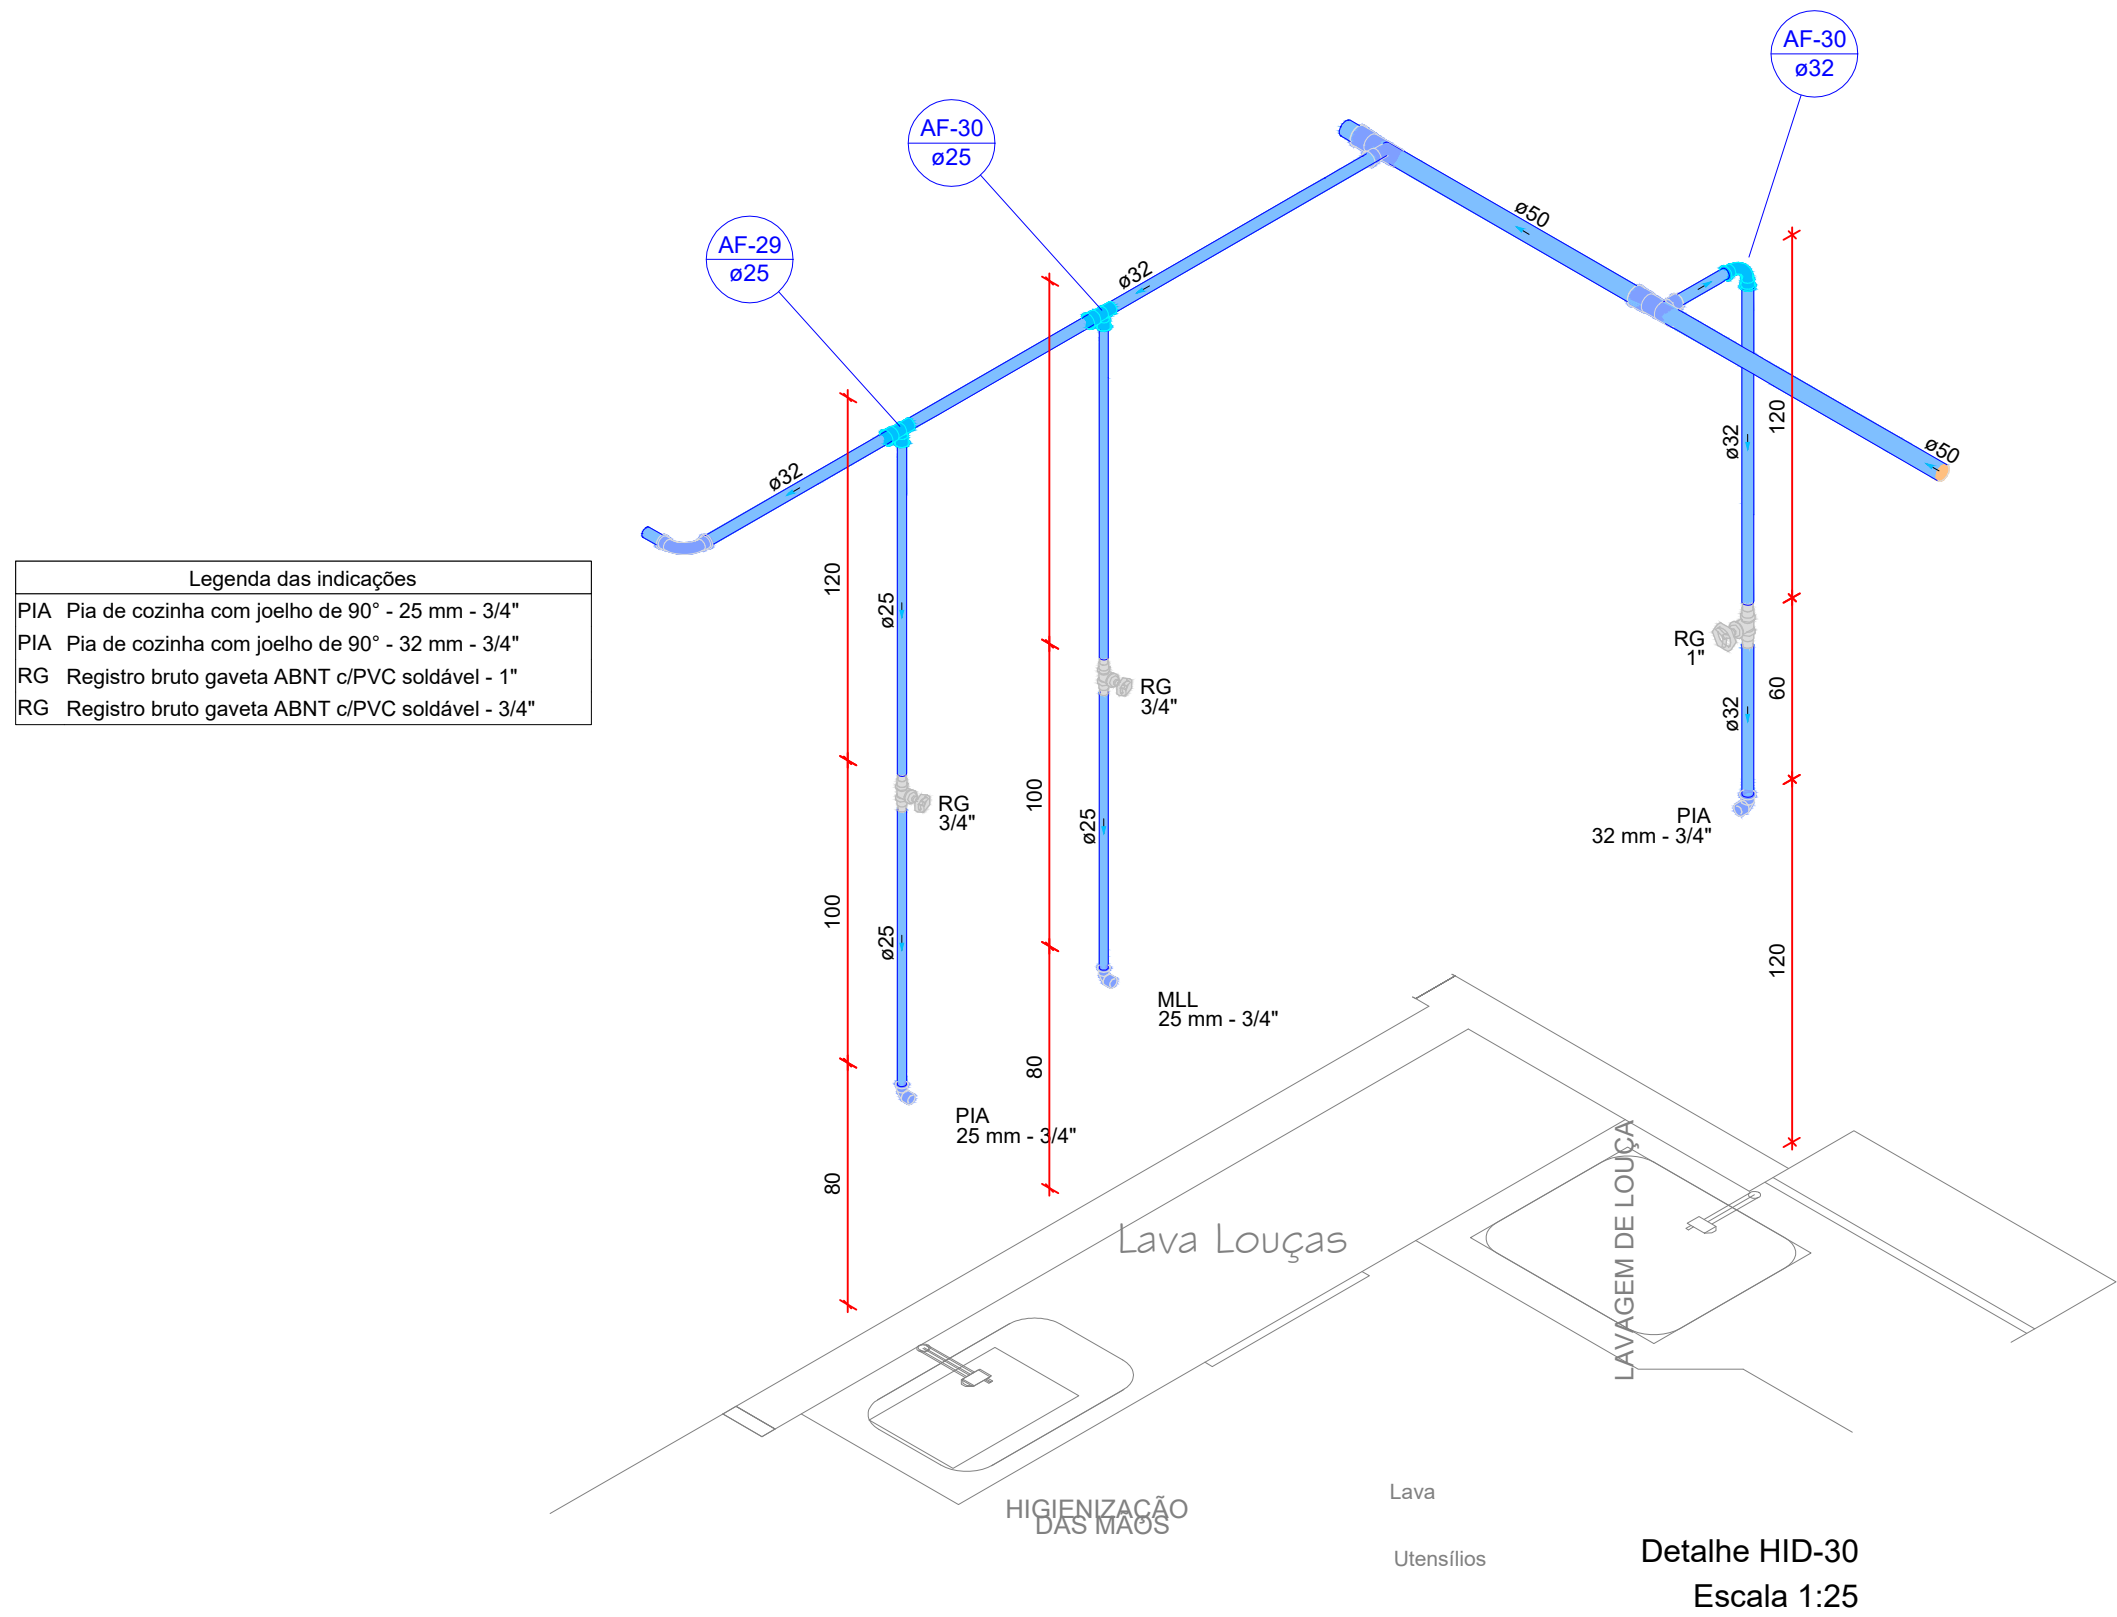 AF-30
ø32
AF-30
ø25
AF-29
ø25
ø50
ø32
ø50
ø32
120
ø32
120
ø25
Legenda das indicações
PIA Pia de cozinha com joelho de 90° - 25 mm - 3/4"
PIA Pia de cozinha com joelho de 90° - 32 mm - 3/4"
RG Registro bruto gaveta ABNT c/PVC soldável - 1"
RG Registro bruto gaveta ABNT c/PVC soldável - 3/4"
RG
1"
RG
3/4"
60
ø32
RG
3/4"
100
ø25
PIA
32 mm - 3/4"
100
ø25
120
MLL
25 mm - 3/4"
80
PIA
25 mm - 3/4"
80
Lava Louças
LAVAGEM DE LOUÇA
HIGIENIZAÇÃO
DAS MÃOS
Lava
Utensílios
Detalhe HID-30
Escala 1:25